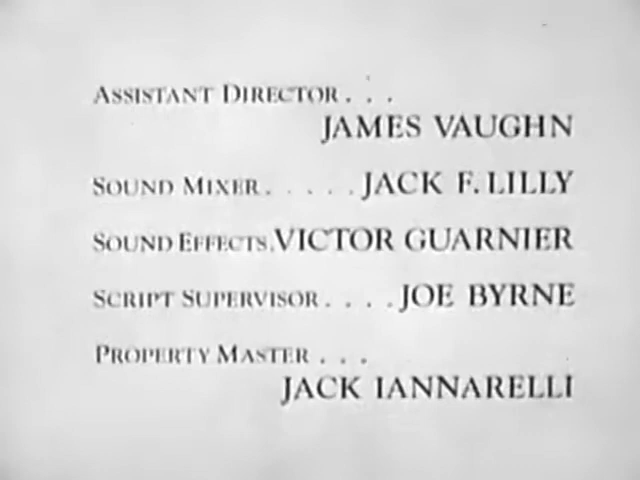 ASSISTANT DIRECTOR . . .
JAMES VAUGHN
SOUND MIXER . . . . . JACK F. LILLY
SOUND EFFECTS. VICTOR GUARNIER
SCRIPT SUPERVISOR . . . . JOE BYRNE
PROPERTY MASTER . . .
JACK IANNARELLI